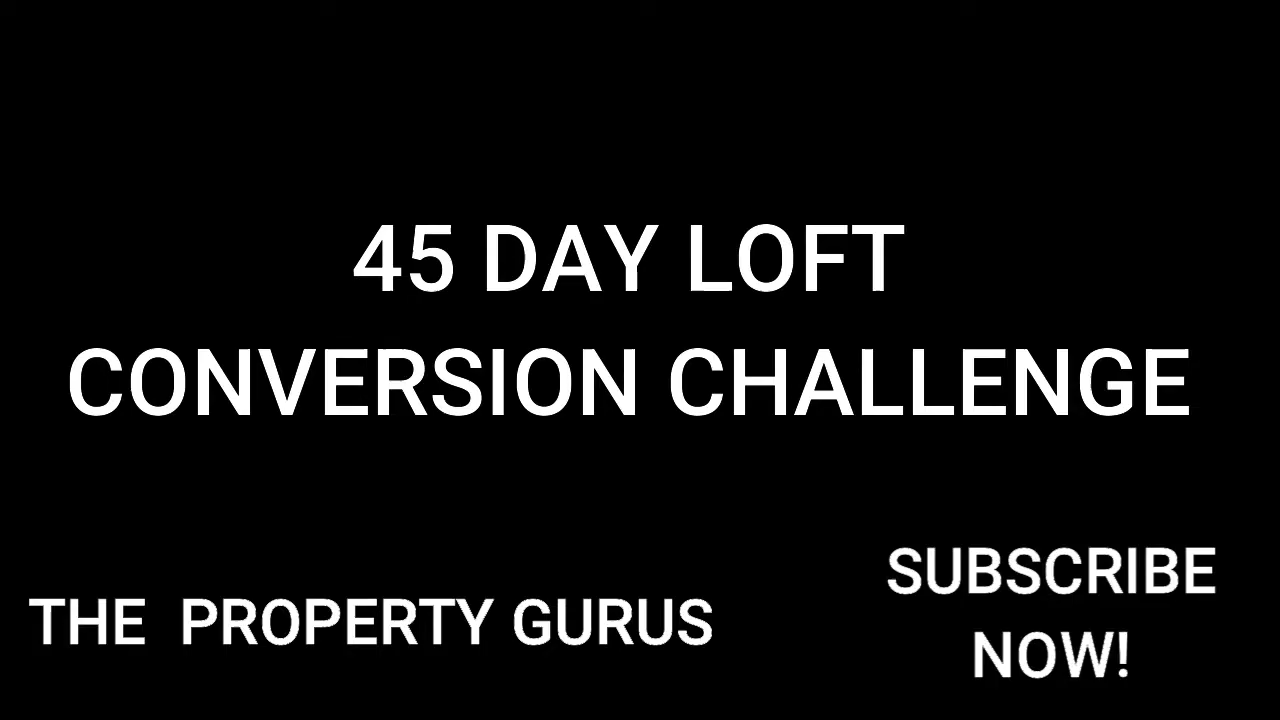 45 DAY LOFT
CONVERSION CHALLENGE
THE PROPERTY GURUS
SUBSCRIBE
NOW!